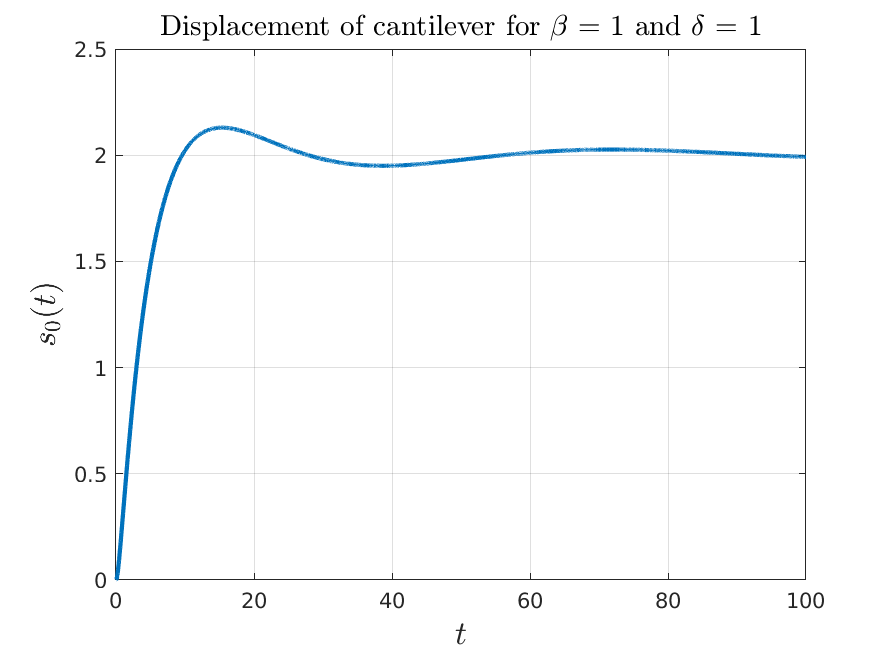 Displacement of cantilever for β = 1 and δ = 1
2.5
2
1.5
1
0.5
0
s₀(t)
0 20 40 60 80 100
t